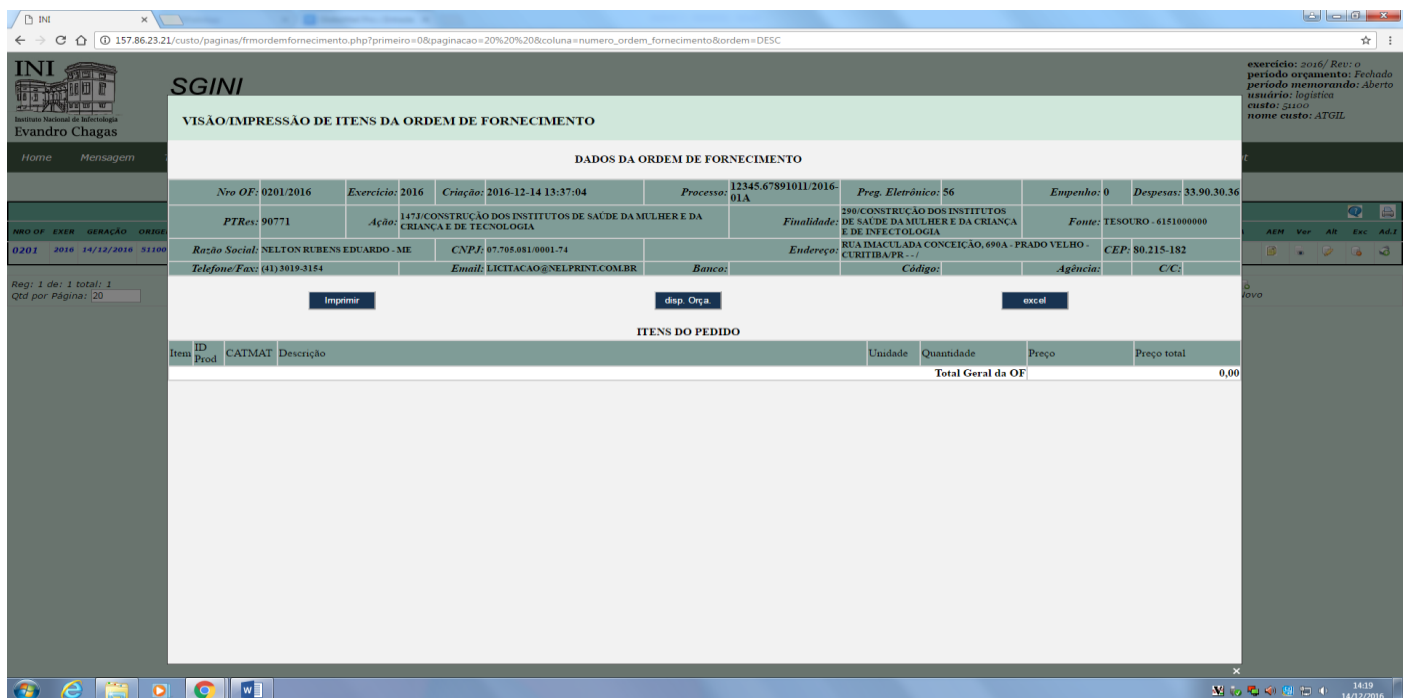 INI
157.86.23.21/custo/paginas/frmordemfornecimento.php?primeiro=0&paginacao=20%20%20&coluna=numero_ordem_fornecimento&ordem=DESC
INI
Instituto Nacional de Infectologia
Evandro Chagas
SGINI
exercício: 2016/ Rev: 0
período orçamento: Fechado
período memorando: Aberto
usuário: logistica
custo: 51100
nome custo: ATGIL
Home Mensagem
VISÃO/IMPRESSÃO DE ITENS DA ORDEM DE FORNECIMENTO
DADOS DA ORDEM DE FORNECIMENTO
Nro OF: 0201/2016 Exercício: 2016 Criação: 2016-12-14 13:37:04 Processo: 12345.67891011/2016-01A Preg. Eletrônico: 56 Empenho: 0 Despesas: 33.90.30.36
PTRes: 90771 Ação: 147J/CONSTRUÇÃO DOS INSTITUTOS DE SAÚDE DA MULHER E DA CRIANÇA E DE TECNOLOGIA Finalidade: 290/CONSTRUÇÃO DOS INSTITUTOS DE SAÚDE DA MULHER E DA CRIANÇA E DE INFECTOLOGIA Fonte: TESOURO - 6151000000
Razão Social: NELTON RUBENS EDUARDO - ME CNPJ: 07.705.081/0001-74 Endereço: RUA IMACULADA CONCEIÇÃO, 690A - PRADO VELHO - CURITIBA/PR - - / CEP: 80.215-182
Telefone/Fax: (41) 3019-3154 Email: LICITACAO@NELPRINT.COM.BR Banco: Código: Agência: C/C:
Imprimir disp. Orça. excel
ITENS DO PEDIDO
Item ID Prod CATMAT Descrição Unidade Quantidade Preço Preço total
Total Geral da OF 0,00
NRO OF EXER GERAÇÃO ORIGE
0201 2016 14/12/2016 51100
AEM Ver Alt Exc Ad.I
Reg: 1 de: 1 total: 1
Qtd por Página: 20
ovo
14:19
14/12/2016